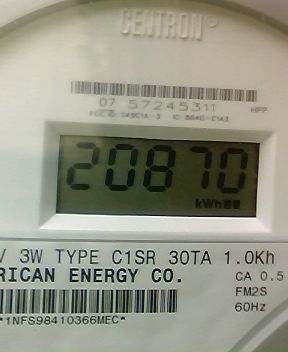 CENTRON®
07 57245311 HPP
20870
kWh
V 3W TYPE C1SR 30TA 1.0Kh
RICAN ENERGY CO. CA 0.5
FM2S
*1NFS98410366MEC* 60Hz